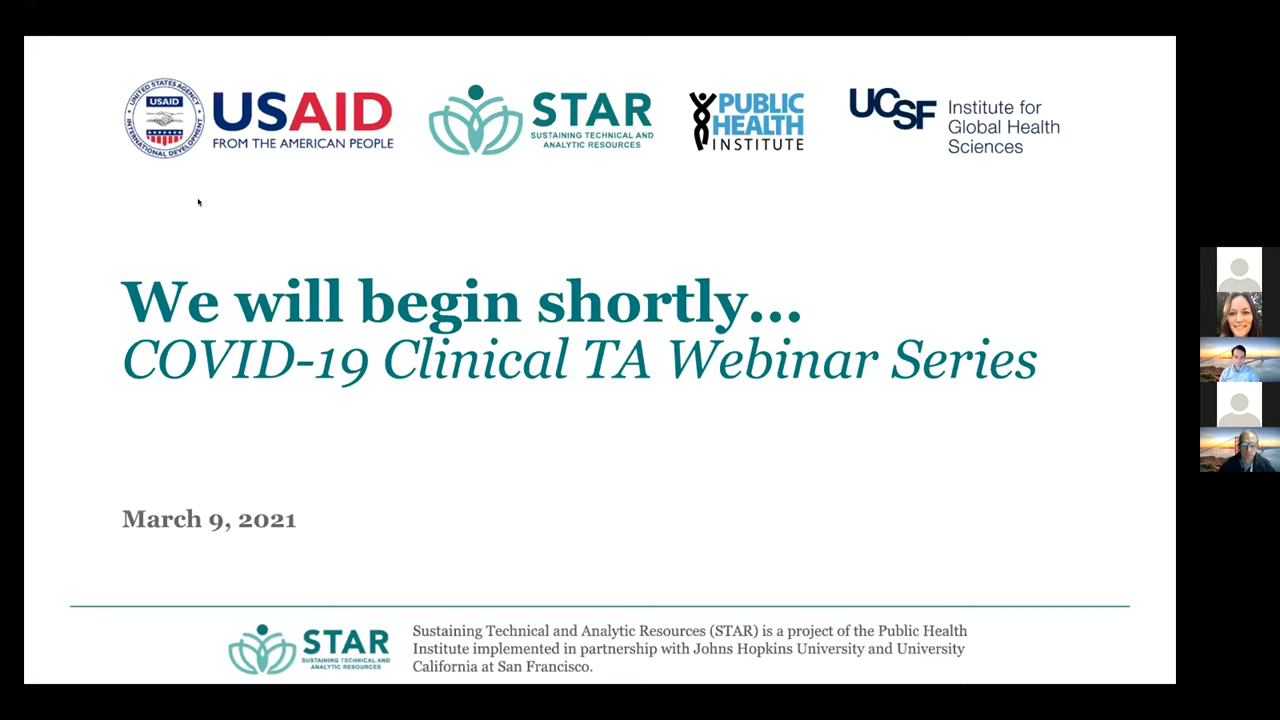 UNITED STATES AGENCY
USAID
INTERNATIONAL DEVELOPMENT
USAID
FROM THE AMERICAN PEOPLE
STAR
SUSTAINING TECHNICAL AND
ANALYTIC RESOURCES
PUBLIC
HEALTH
INSTITUTE
UCSF
Institute for
Global Health
Sciences
We will begin shortly...
COVID-19 Clinical TA Webinar Series
March 9, 2021
STAR
SUSTAINING TECHNICAL AND
ANALYTIC RESOURCES
Sustaining Technical and Analytic Resources (STAR) is a project of the Public Health
Institute implemented in partnership with Johns Hopkins University and University
California at San Francisco.